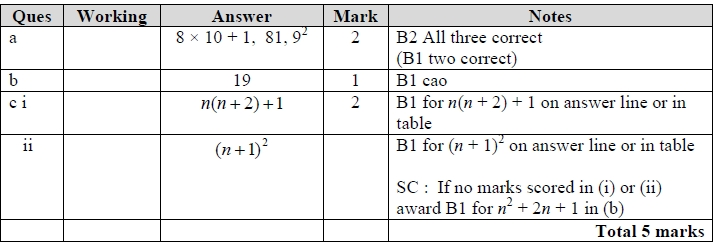 Ques Working Answer Mark Notes
a 8 × 10 + 1, 81, 9² 2 B2 All three correct
(B1 two correct)
b 19 1 B1 cao
c i n(n + 2) + 1 2 B1 for n(n + 2) + 1 on answer line or in
table
ii (n + 1)² B1 for (n + 1)² on answer line or in table
SC : If no marks scored in (i) or (ii)
award B1 for n² + 2n + 1 in (b)
Total 5 marks